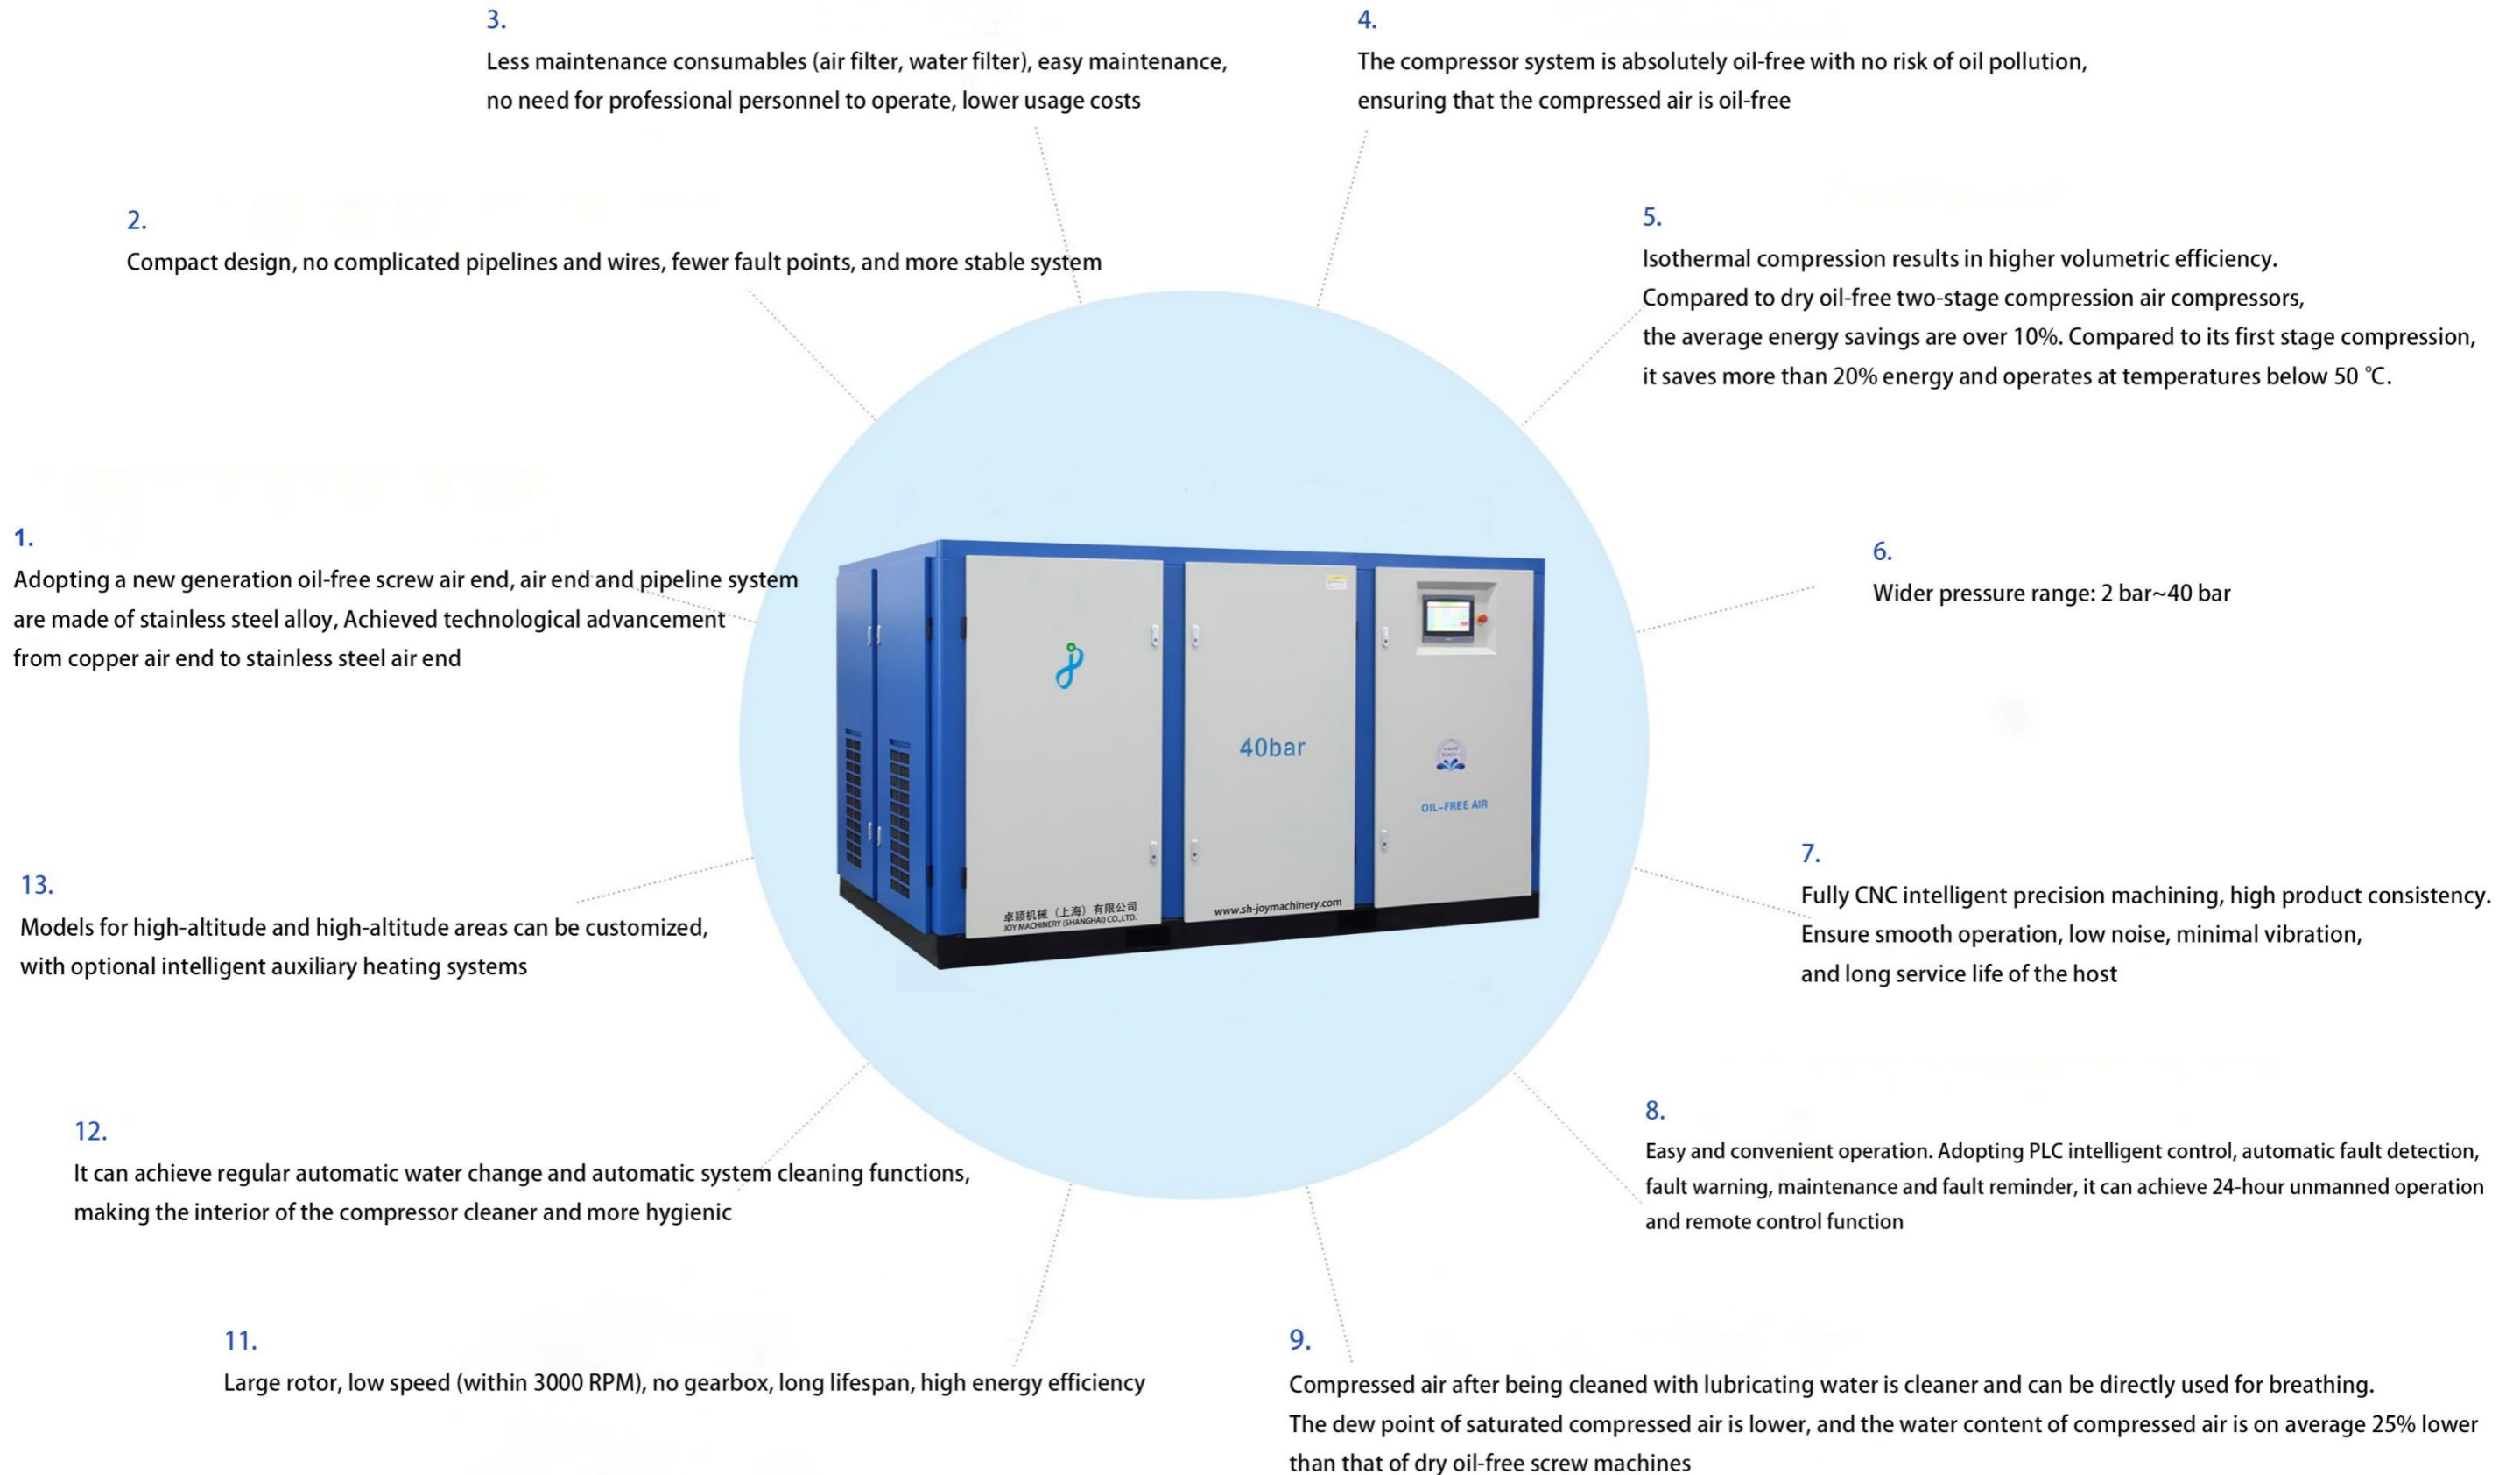 3.
Less maintenance consumables (air filter, water filter), easy maintenance,
no need for professional personnel to operate, lower usage costs
4.
The compressor system is absolutely oil-free with no risk of oil pollution,
ensuring that the compressed air is oil-free
2.
Compact design, no complicated pipelines and wires, fewer fault points, and more stable system
5.
Isothermal compression results in higher volumetric efficiency.
Compared to dry oil-free two-stage compression air compressors,
the average energy savings are over 10%. Compared to its first stage compression,
it saves more than 20% energy and operates at temperatures below 50 ℃.
1.
Adopting a new generation oil-free screw air end, air end and pipeline system
are made of stainless steel alloy, Achieved technological advancement
from copper air end to stainless steel air end
6.
Wider pressure range: 2 bar~40 bar
40bar
OIL-FREE AIR
卓颖机械（上海）有限公司
JOY MACHINERY (SHANGHAI) CO.,LTD.
www.sh-joymachinery.com
7.
Fully CNC intelligent precision machining, high product consistency.
Ensure smooth operation, low noise, minimal vibration,
and long service life of the host
13.
Models for high-altitude and high-altitude areas can be customized,
with optional intelligent auxiliary heating systems
8.
Easy and convenient operation. Adopting PLC intelligent control, automatic fault detection,
fault warning, maintenance and fault reminder, it can achieve 24-hour unmanned operation
and remote control function
12.
It can achieve regular automatic water change and automatic system cleaning functions,
making the interior of the compressor cleaner and more hygienic
11.
Large rotor, low speed (within 3000 RPM), no gearbox, long lifespan, high energy efficiency
9.
Compressed air after being cleaned with lubricating water is cleaner and can be directly used for breathing.
The dew point of saturated compressed air is lower, and the water content of compressed air is on average 25% lower
than that of dry oil-free screw machines